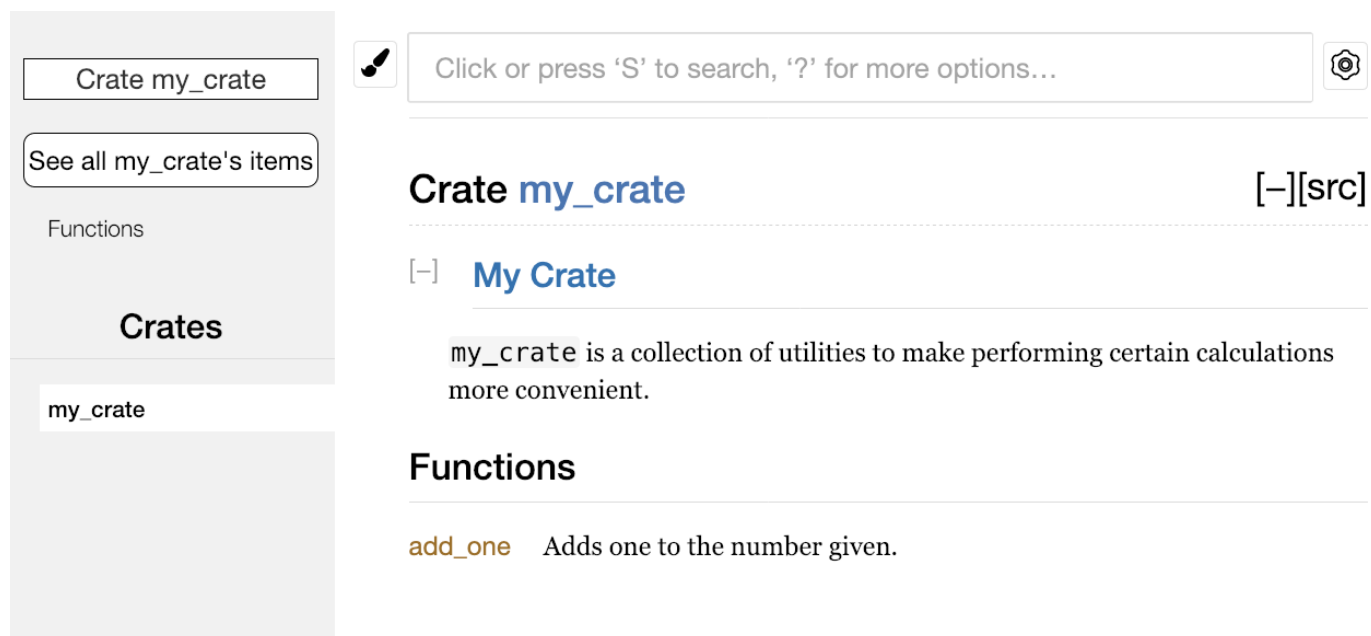 Crate my_crate
See all my_crate's items
Functions
Crates
my_crate
Click or press ‘S’ to search, ‘?’ for more options…
Crate my_crate
[–][src]
[–]
My Crate
my_crate is a collection of utilities to make performing certain calculations
more convenient.
Functions
add_one Adds one to the number given.